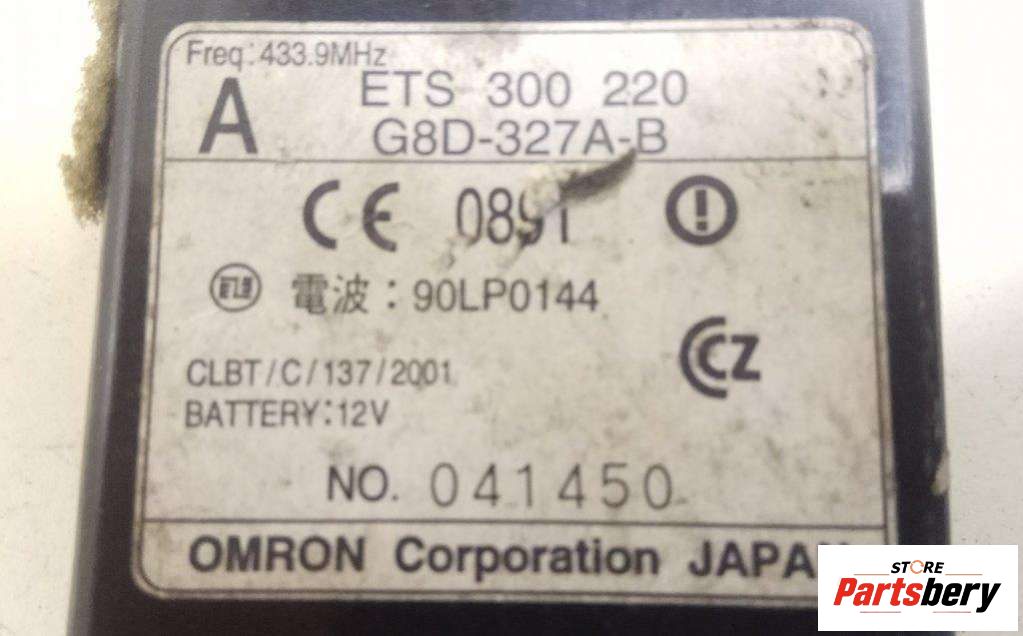 Freq:433.9MHz
A
ETS 300 220
G8D-327A-B
CE 0891
電波:90LP0144
CZ
CLBT/C/137/2001
BATTERY:12V
NO. 041450
OMRON Corporation JAPAN
STORE
Partsbery